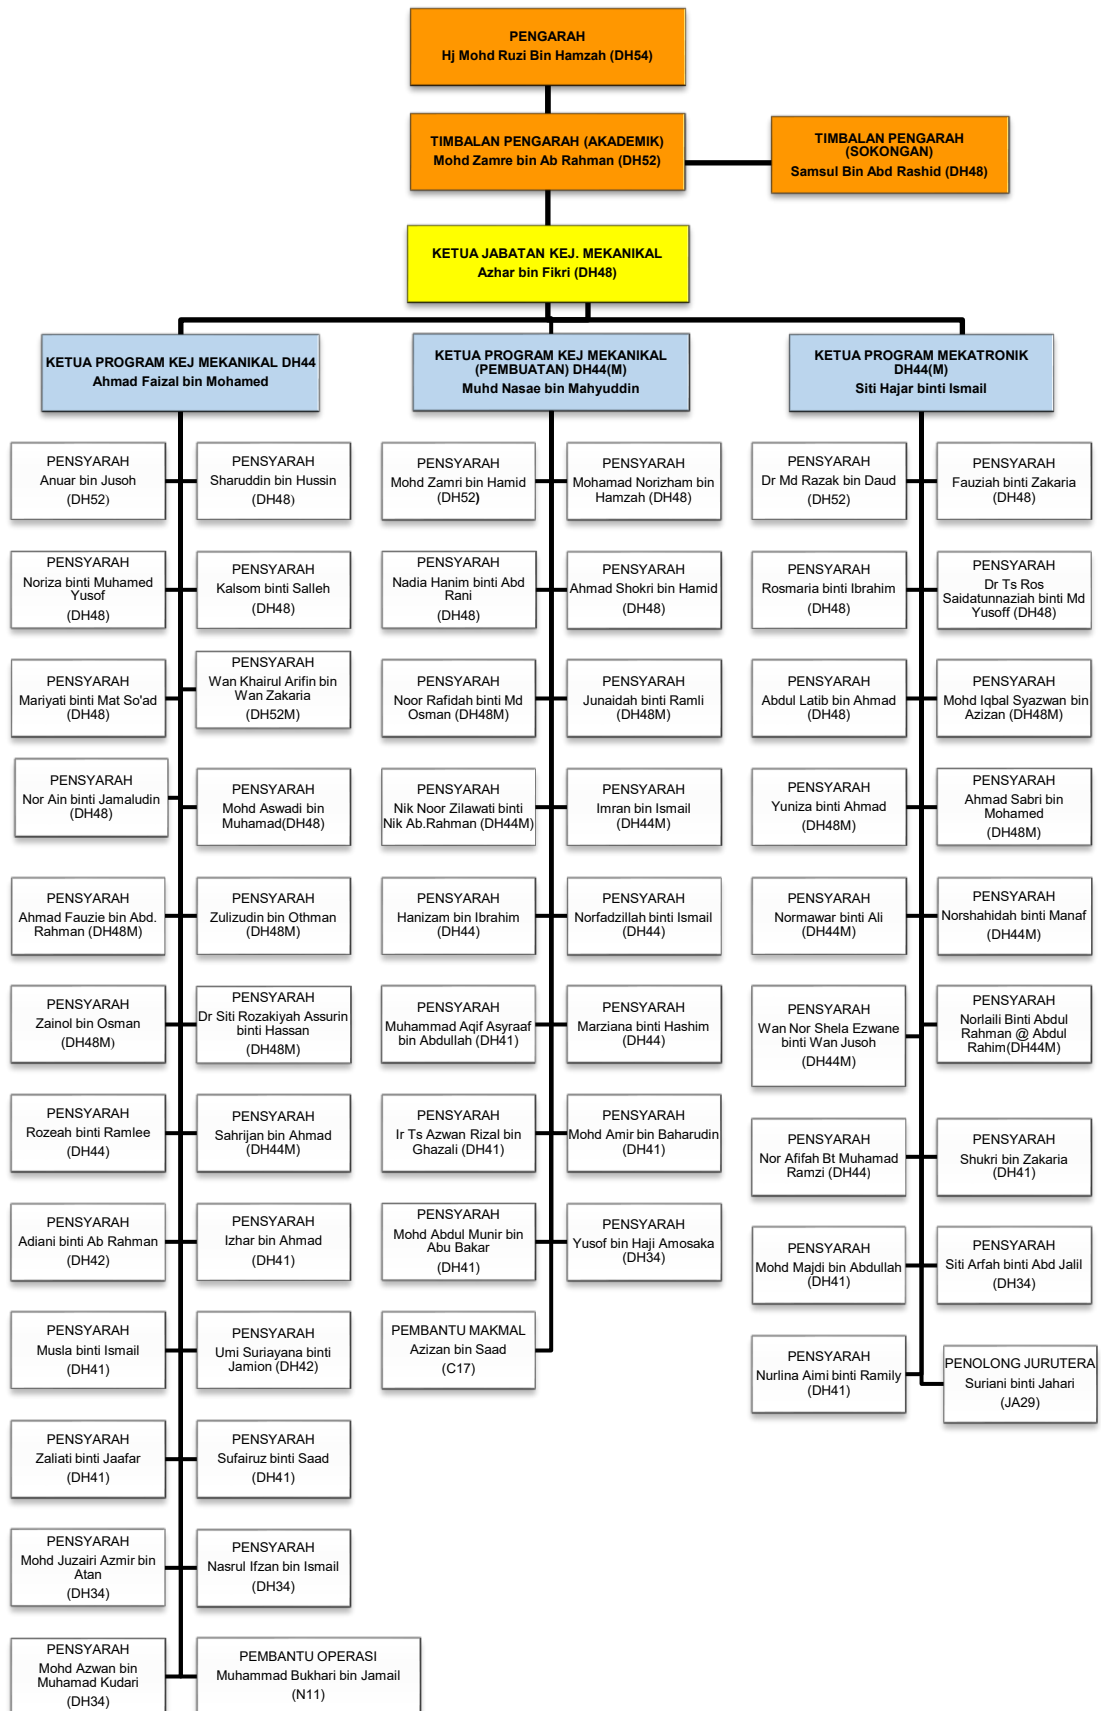 PENGARAH
Hj Mohd Ruzi Bin Hamzah (DH54)
TIMBALAN PENGARAH (AKADEMIK)
Mohd Zamre bin Ab Rahman (DH52)
TIMBALAN PENGARAH
(SOKONGAN)
Samsul Bin Abd Rashid (DH48)
KETUA JABATAN KEJ. MEKANIKAL
Azhar bin Fikri (DH48)
KETUA PROGRAM KEJ MEKANIKAL DH44
Ahmad Faizal bin Mohamed
KETUA PROGRAM KEJ MEKANIKAL
(PEMBUATAN) DH44(M)
Muhd Nasae bin Mahyuddin
KETUA PROGRAM MEKATRONIK
DH44(M)
Siti Hajar binti Ismail
PENSYARAH
Anuar bin Jusoh
(DH52)
PENSYARAH
Sharuddin bin Hussin
(DH48)
PENSYARAH
Noriza binti Muhamed
Yusof
(DH48)
PENSYARAH
Kalsom binti Salleh
(DH48)
PENSYARAH
Mariyati binti Mat So'ad
(DH48)
PENSYARAH
Wan Khairul Arifin bin
Wan Zakaria
(DH52M)
PENSYARAH
Nor Ain binti Jamaludin
(DH48)
PENSYARAH
Mohd Aswadi bin
Muhamad(DH48)
PENSYARAH
Ahmad Fauzie bin Abd.
Rahman (DH48M)
PENSYARAH
Zulizudin bin Othman
(DH48M)
PENSYARAH
Zainol bin Osman
(DH48M)
PENSYARAH
Dr Siti Rozakiyah Assurin
binti Hassan
(DH48M)
PENSYARAH
Rozeah binti Ramlee
(DH44)
PENSYARAH
Sahrijan bin Ahmad
(DH44M)
PENSYARAH
Adiani binti Ab Rahman
(DH42)
PENSYARAH
Izhar bin Ahmad
(DH41)
PENSYARAH
Musla binti Ismail
(DH41)
PENSYARAH
Umi Suriayana binti
Jamion (DH42)
PENSYARAH
Zaliati binti Jaafar
(DH41)
PENSYARAH
Sufairuz binti Saad
(DH41)
PENSYARAH
Mohd Juzairi Azmir bin
Atan
(DH34)
PENSYARAH
Nasrul Ifzan bin Ismail
(DH34)
PENSYARAH
Mohd Azwan bin
Muhamad Kudari
(DH34)
PEMBANTU OPERASI
Muhammad Bukhari bin Jamail
(N11)
PENSYARAH
Mohd Zamri bin Hamid
(DH52)
PENSYARAH
Mohamad Norizham bin
Hamzah (DH48)
PENSYARAH
Nadia Hanim binti Abd
Rani
(DH48)
PENSYARAH
Ahmad Shokri bin Hamid
(DH48)
PENSYARAH
Noor Rafidah binti Md
Osman (DH48M)
PENSYARAH
Junaidah binti Ramli
(DH48M)
PENSYARAH
Nik Noor Zilawati binti
Nik Ab.Rahman (DH44M)
PENSYARAH
Imran bin Ismail
(DH44M)
PENSYARAH
Hanizam bin Ibrahim
(DH44)
PENSYARAH
Norfadzillah binti Ismail
(DH44)
PENSYARAH
Muhammad Aqif Asyraaf
bin Abdullah (DH41)
PENSYARAH
Marziana binti Hashim
(DH44)
PENSYARAH
Ir Ts Azwan Rizal bin
Ghazali (DH41)
PENSYARAH
Mohd Amir bin Baharudin
(DH41)
PENSYARAH
Mohd Abdul Munir bin
Abu Bakar
(DH41)
PENSYARAH
Yusof bin Haji Amosaka
(DH34)
PEMBANTU MAKMAL
Azizan bin Saad
(C17)
PENSYARAH
Dr Md Razak bin Daud
(DH52)
PENSYARAH
Fauziah binti Zakaria
(DH48)
PENSYARAH
Rosmaria binti Ibrahim
(DH48)
PENSYARAH
Dr Ts Ros
Saidatunnaziah binti Md
Yusoff (DH48)
PENSYARAH
Abdul Latib bin Ahmad
(DH48)
PENSYARAH
Mohd Iqbal Syazwan bin
Azizan (DH48M)
PENSYARAH
Yuniza binti Ahmad
(DH48M)
PENSYARAH
Ahmad Sabri bin
Mohamed
(DH48M)
PENSYARAH
Normawar binti Ali
(DH44M)
PENSYARAH
Norshahidah binti Manaf
(DH44M)
PENSYARAH
Wan Nor Shela Ezwane
binti Wan Jusoh
(DH44M)
PENSYARAH
Norlaili Binti Abdul
Rahman @ Abdul
Rahim(DH44M)
PENSYARAH
Nor Afifah Bt Muhamad
Ramzi (DH44)
PENSYARAH
Shukri bin Zakaria
(DH41)
PENSYARAH
Mohd Majdi bin Abdullah
(DH41)
PENSYARAH
Siti Arfah binti Abd Jalil
(DH34)
PENSYARAH
Nurlina Aimi binti Ramily
(DH41)
PENOLONG JURUTERA
Suriani binti Jahari
(JA29)